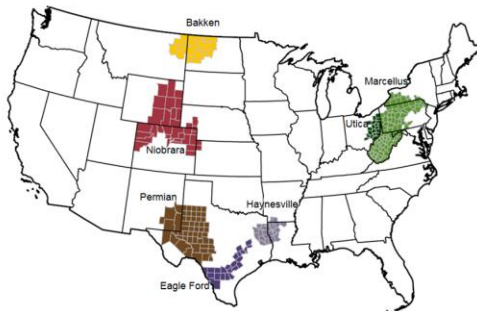 Bakken
Marcellus
Utica
Niobrara
Permian
Haynesville
Eagle Ford